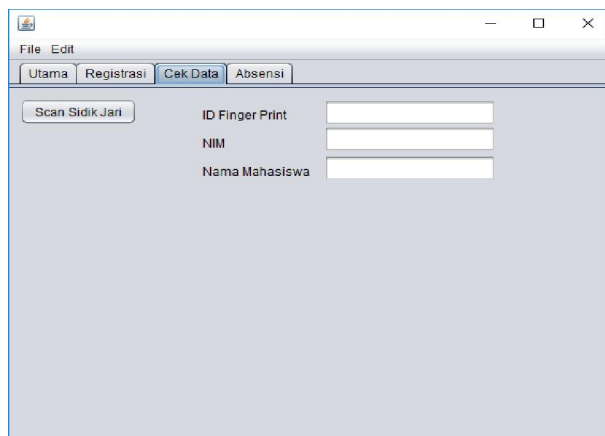 File Edit
Utama Registrasi Cek Data Absensi
Scan Sidik Jari ID Finger Print
NIM
Nama Mahasiswa